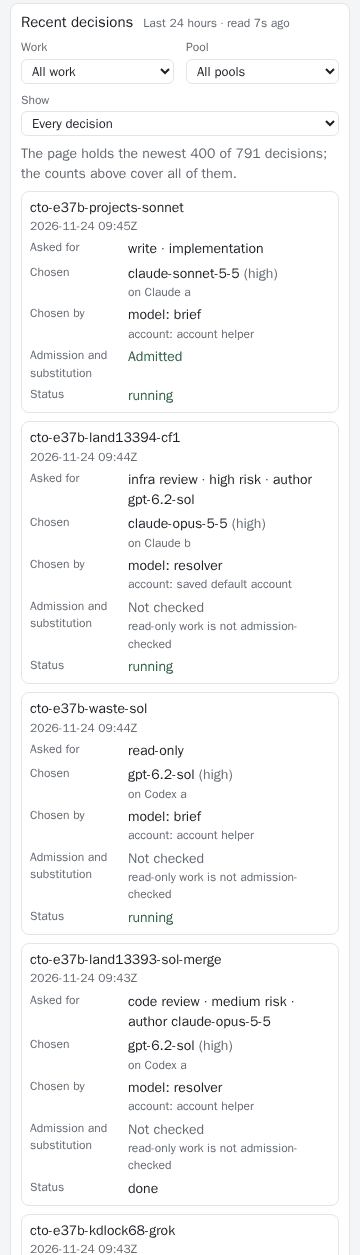 Recent decisions Last 24 hours · read 7s ago
Work Pool
All work All pools
Show
Every decision
The page holds the newest 400 of 791 decisions;
the counts above cover all of them.
cto-e37b-projects-sonnet
2026-11-24 09:45Z
Asked for write · implementation
Chosen claude-sonnet-5-5 (high)
on Claude a
Chosen by model: brief
account: account helper
Admission and Admitted
substitution
Status running
cto-e37b-land13394-cf1
2026-11-24 09:44Z
Asked for infra review · high risk · author
gpt-6.2-sol
Chosen claude-opus-5-5 (high)
on Claude b
Chosen by model: resolver
account: saved default account
Admission and Not checked
substitution read-only work is not admission-
checked
Status running
cto-e37b-waste-sol
2026-11-24 09:44Z
Asked for read-only
Chosen gpt-6.2-sol (high)
on Codex a
Chosen by model: brief
account: account helper
Admission and Not checked
substitution read-only work is not admission-
checked
Status running
cto-e37b-land13393-sol-merge
2026-11-24 09:43Z
Asked for code review · medium risk ·
author claude-opus-5-5
Chosen gpt-6.2-sol (high)
on Codex a
Chosen by model: resolver
account: account helper
Admission and Not checked
substitution read-only work is not admission-
checked
Status done
cto-e37b-kdlock68-grok
2026-11-24 09:43Z